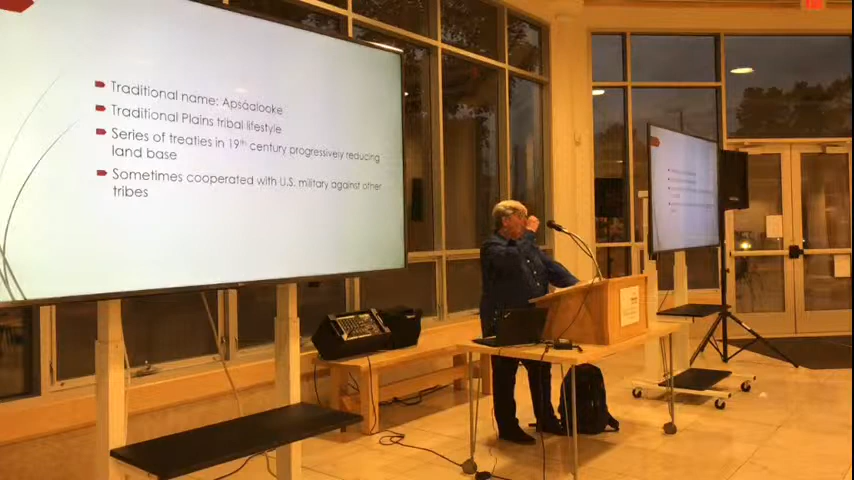 Traditional name: Apsáalooke
Traditional Plains tribal lifestyle
Series of treaties in 19th century progressively reducing
land base
Sometimes cooperated with U.S. military against other
tribes